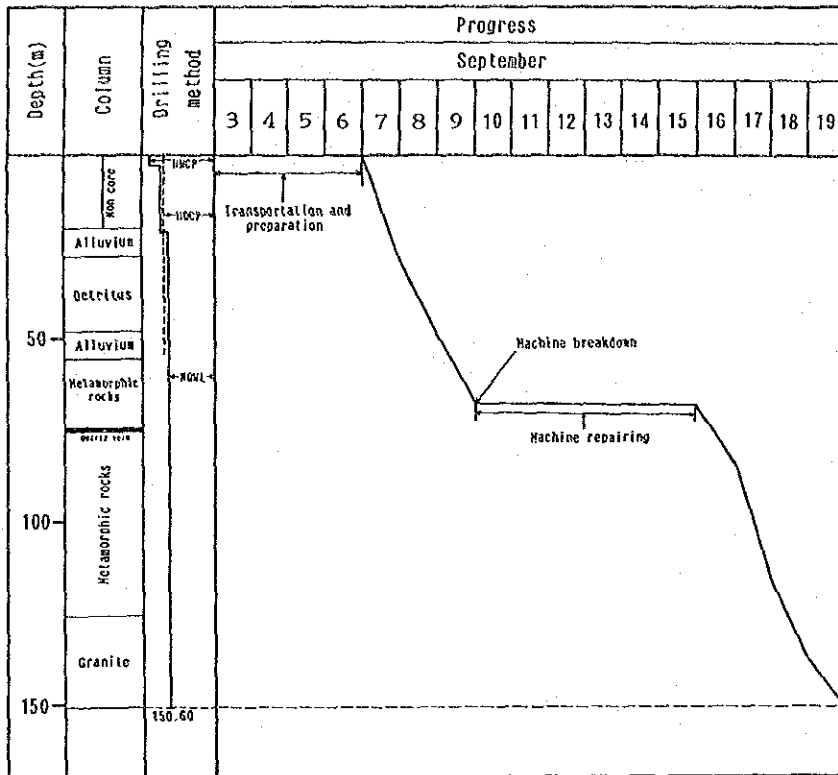 Progress
September
Depth(m)
Column
Drilling
method
3 4 5 6 7 8 9 10 11 12 13 14 15 16 17 18 19
Non core
Transportation and
preparation
Alluvium
Detritus
50
Alluvium
Machine breakdown
Metamorphic
rocks
Machine repairing
Quartz vein
100
Metamorphic rocks
Granite
150
150.60